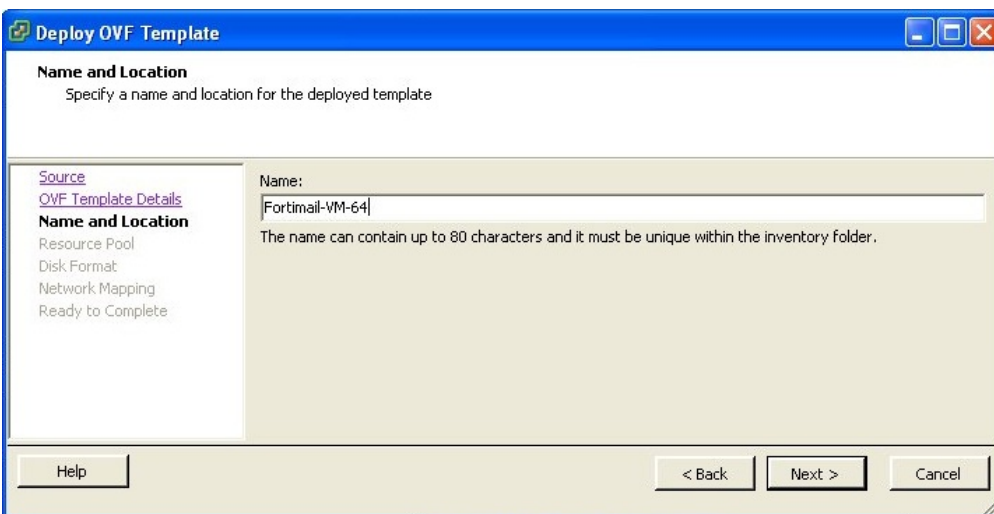 Deploy OVF Template
Name and Location
Specify a name and location for the deployed template
Source
OVF Template Details
Name and Location
Resource Pool
Disk Format
Network Mapping
Ready to Complete
Name:
Fortimail-VM-64
The name can contain up to 80 characters and it must be unique within the inventory folder.
Help
< Back
Next >
Cancel